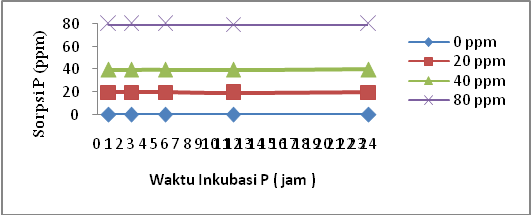 Sorpsi P (ppm)
80
60
40
20
0
0 1 2 3 4 5 6 7 8 9 10 11 12 13 14 15 16 17 18 19 20 21 22 23 24
Waktu Inkubasi P ( jam )
0 ppm
20 ppm
40 ppm
80 ppm